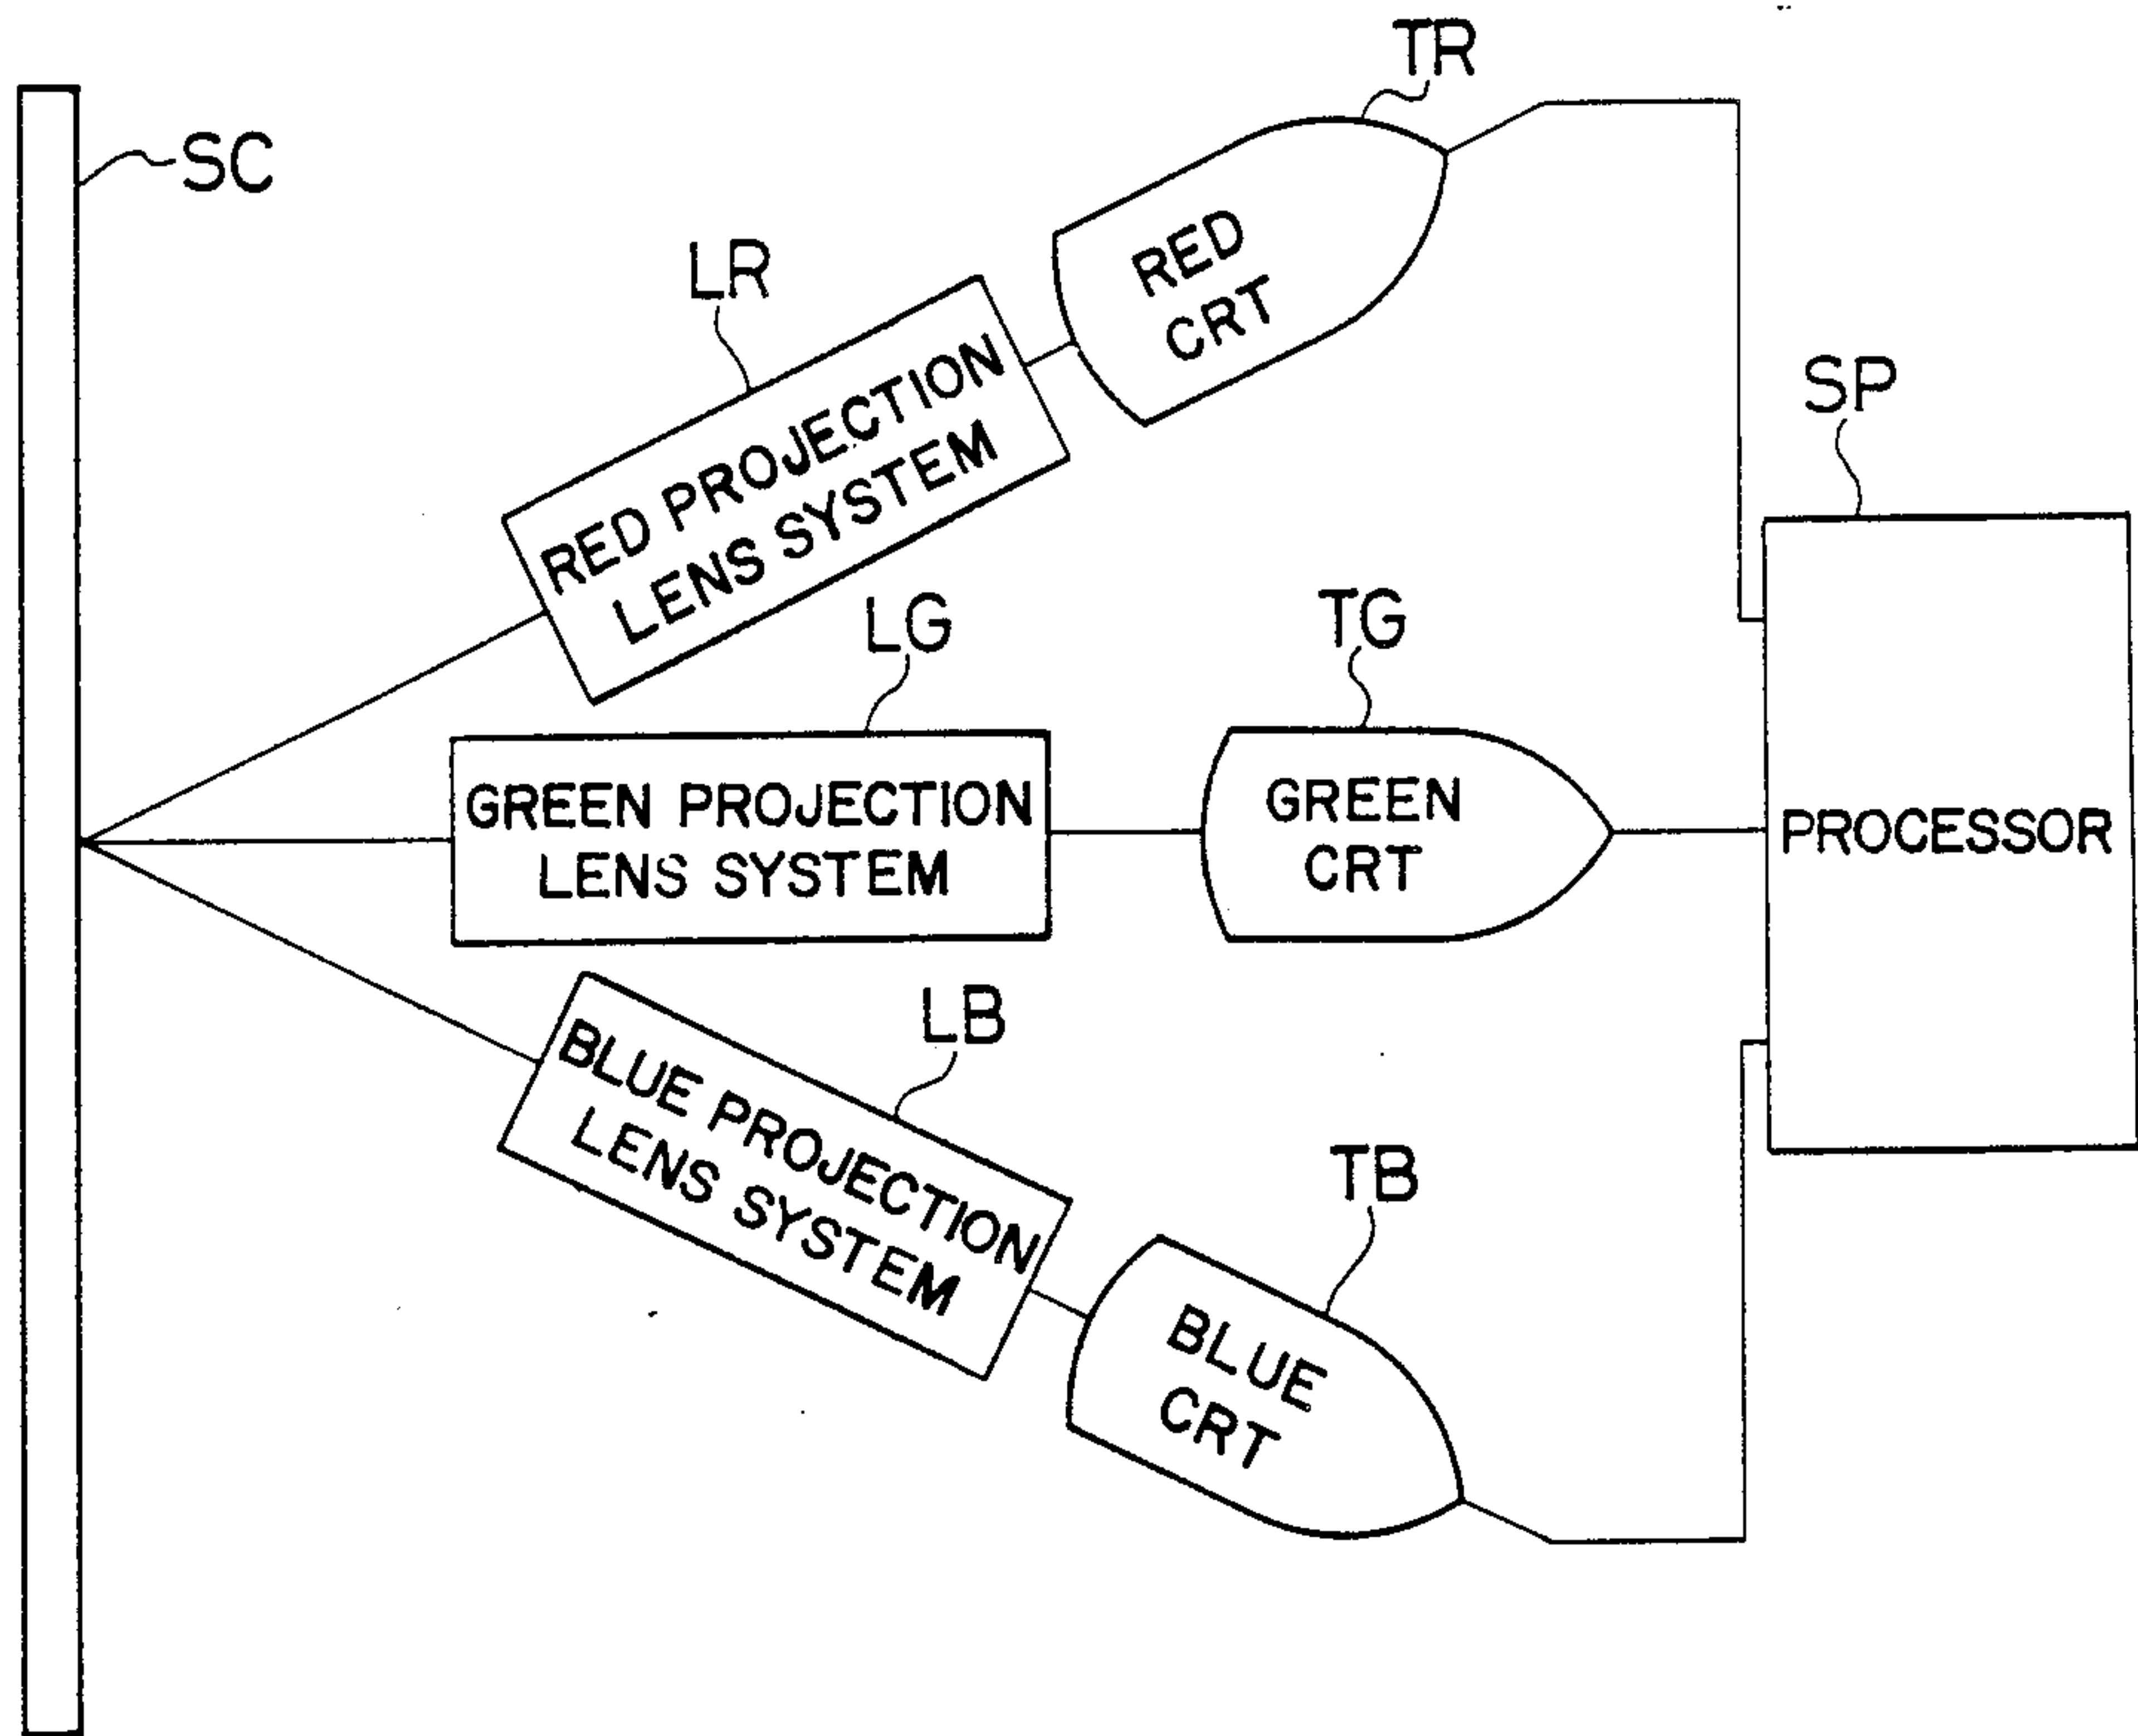 TR
SC
RED
CRT
LR
RED PROJECTION
LENS SYSTEM
SP
LG
TG
GREEN PROJECTION
LENS SYSTEM
GREEN
CRT
PROCESSOR
LB
BLUE PROJECTION
LENS SYSTEM
TB
BLUE
CRT